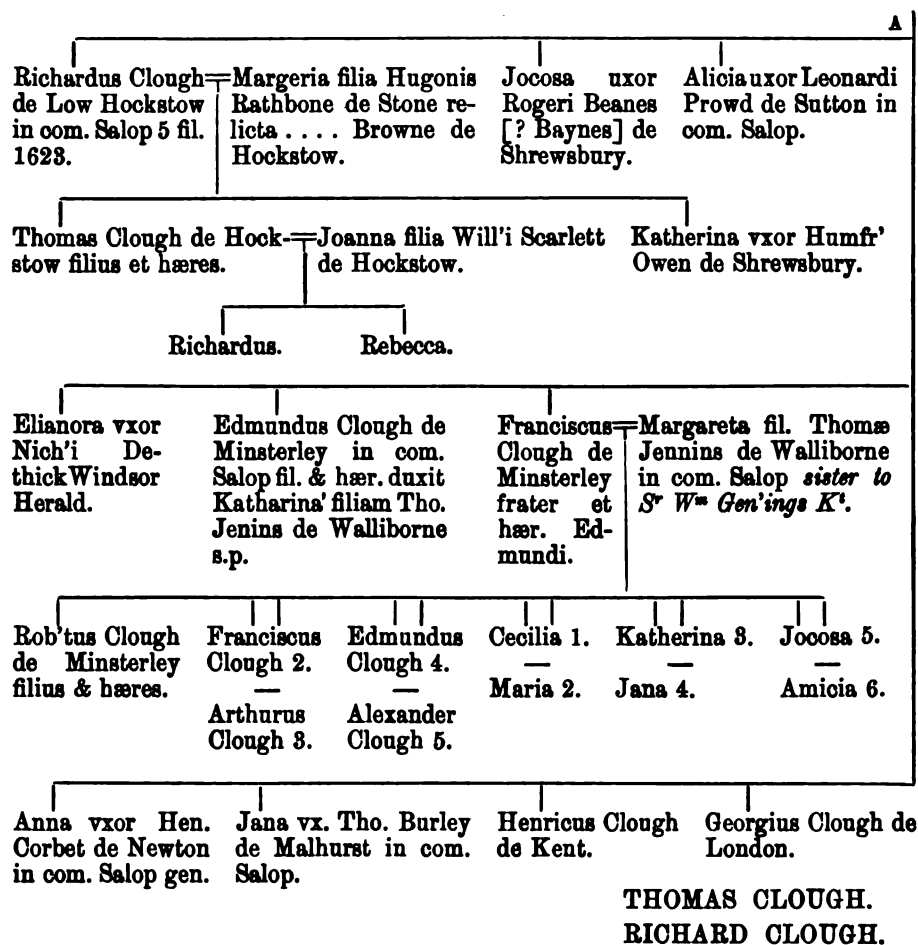 A
Richardus Clough
de Low Hockstow
in com. Salop 5 fil.
1623.
Margeria filia Hugonis
Rathbone de Stone re-
licta . . . . Browne de
Hockstow.
Jocosa uxor
Rogeri Beanes
[? Baynes] de
Shrewsbury.
Alicia uxor Leonardi
Prowd de Sutton in
com. Salop.
Thomas Clough de Hock-
stow filius et hæres.
Joanna filia Will'i Scarlett
de Hockstow.
Katherina vxor Humfr'
Owen de Shrewsbury.
Richardus.
Rebecca.
Elianora vxor
Nich'i De-
thick Windsor
Herald.
Edmundus Clough de
Minsterley in com.
Salop fil. & hær. duxit
Katharina' filiam Tho.
Jenins de Walliborne
s.p.
Franciscus
Clough de
Minsterley
frater et
hær. Ed-
mundi.
Margareta fil. Thomæ
Jennins de Walliborne
in com. Salop sister to
Sʳ Wᵐ Gen'ings Kᵗ.
Rob'tus Clough
de Minsterley
filius & hæres.
Franciscus
Clough 2.
—
Arthurus
Clough 3.
Edmundus
Clough 4.
—
Alexander
Clough 5.
Cecilia 1.
—
Maria 2.
Katherina 3.
—
Jana 4.
Jocosa 5.
—
Amicia 6.
Anna vxor Hen.
Corbet de Newton
in com. Salop gen.
Jana vx. Tho. Burley
de Malhurst in com.
Salop.
Henricus Clough
de Kent.
Georgius Clough de
London.
THOMAS CLOUGH.
RICHARD CLOUGH.